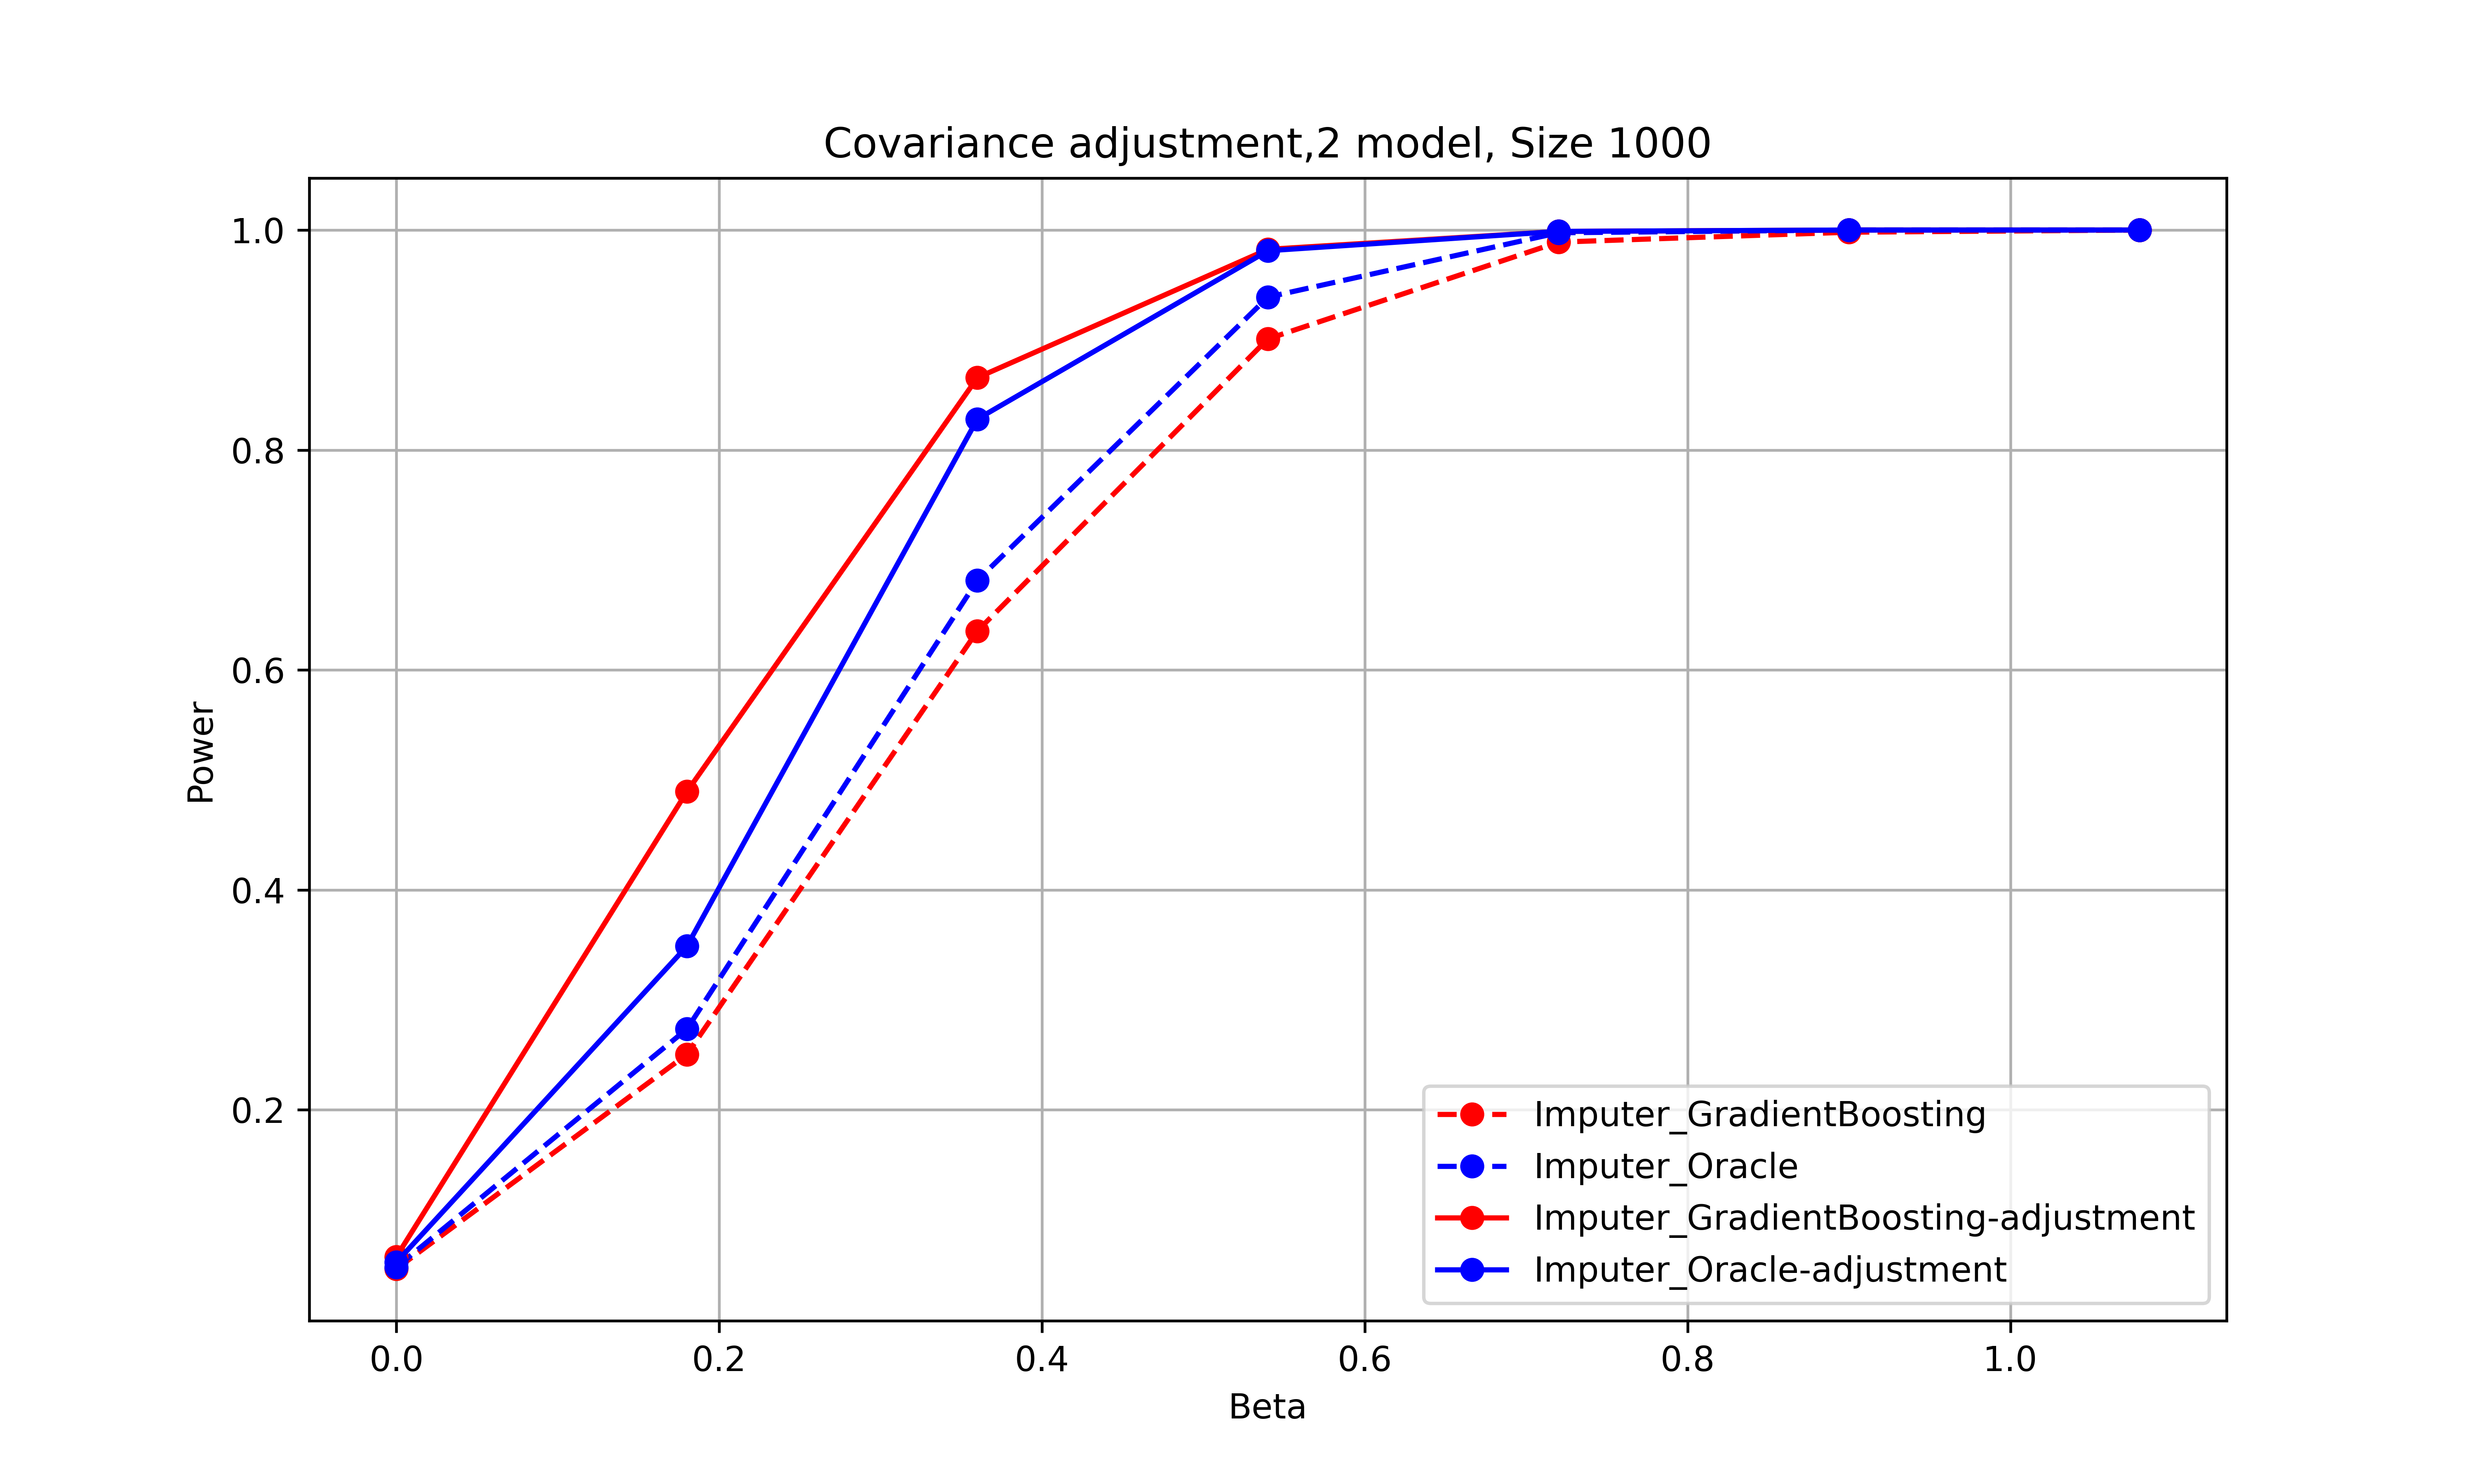 Covariance adjustment,2 model, Size 1000
1.0
0.8
0.6
0.4
0.2
Power
0.0 0.2 0.4 0.6 0.8 1.0
Beta
Imputer_GradientBoosting
Imputer_Oracle
Imputer_GradientBoosting-adjustment
Imputer_Oracle-adjustment